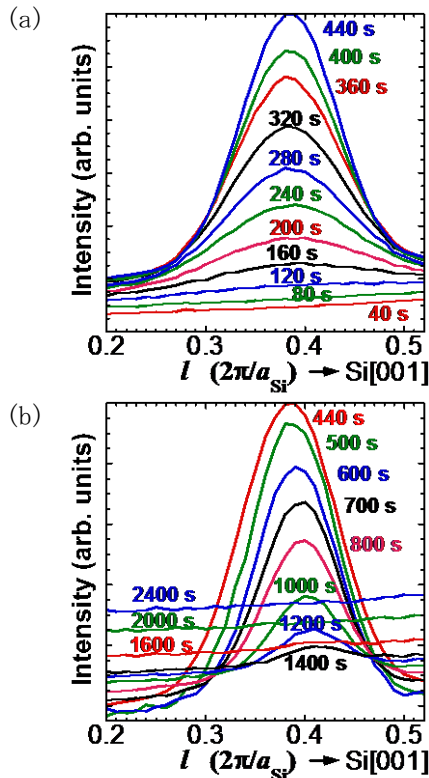 (a)
440 s
400 s
360 s
320 s
280 s
240 s
200 s
160 s
120 s
80 s
40 s
Intensity (arb. units)
0.2 0.3 0.4 0.5
l (2π/aSi) → Si[001]
(b)
440 s
500 s
600 s
700 s
800 s
1000 s
2400 s
2000 s
1200 s
1600 s
1400 s
Intensity (arb. units)
0.2 0.3 0.4 0.5
l (2π/aSi) → Si[001]